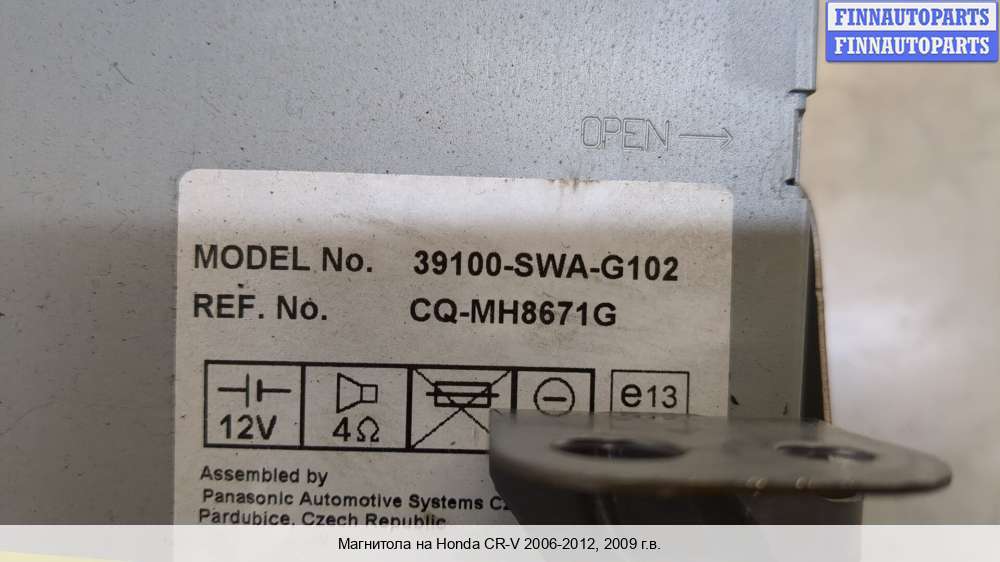 FINNAUTOPARTS
FINNAUTOPARTS
OPEN →
MODEL No. 39100-SWA-G102
REF. No. CQ-MH8671G
12V 4Ω e13
Assembled by
Panasonic Automotive Systems
Pardubice, Czech Republic
Магнитола на Honda CR-V 2006-2012, 2009 г.в.